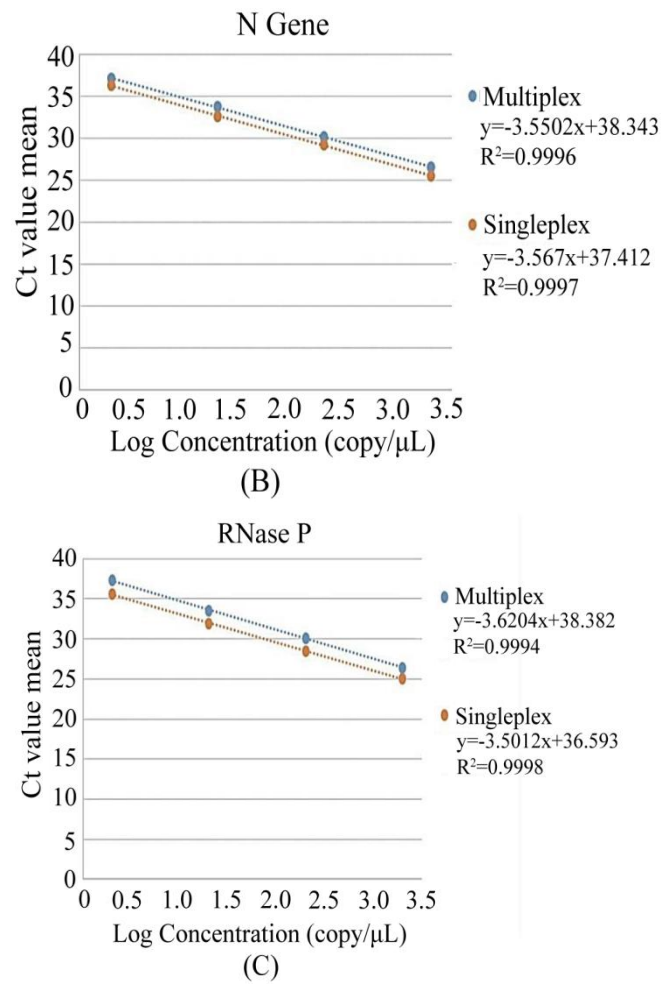 N Gene
Ct value mean
40
35
30
25
20
15
10
5
0
0 0.5 1.0 1.5 2.0 2.5 3.0 3.5
Log Concentration (copy/μL)
Multiplex
y=-3.5502x+38.343
R²=0.9996
Singleplex
y=-3.567x+37.412
R²=0.9997
(B)
RNase P
Ct value mean
40
35
30
25
20
15
10
5
0
0 0.5 1.0 1.5 2.0 2.5 3.0 3.5
Log Concentration (copy/μL)
Multiplex
y=-3.6204x+38.382
R²=0.9994
Singleplex
y=-3.5012x+36.593
R²=0.9998
(C)